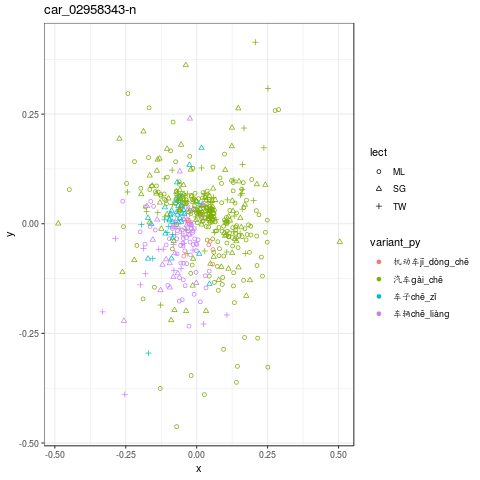 car_02958343-n
0.25
0.00
-0.25
-0.50
y
-0.50
-0.25
0.00
0.25
0.50
x
lect
ML
SG
TW
variant_py
机动车jī_dòng_chē
汽车gài_chē
车子chē_zǐ
车辆chē_liàng